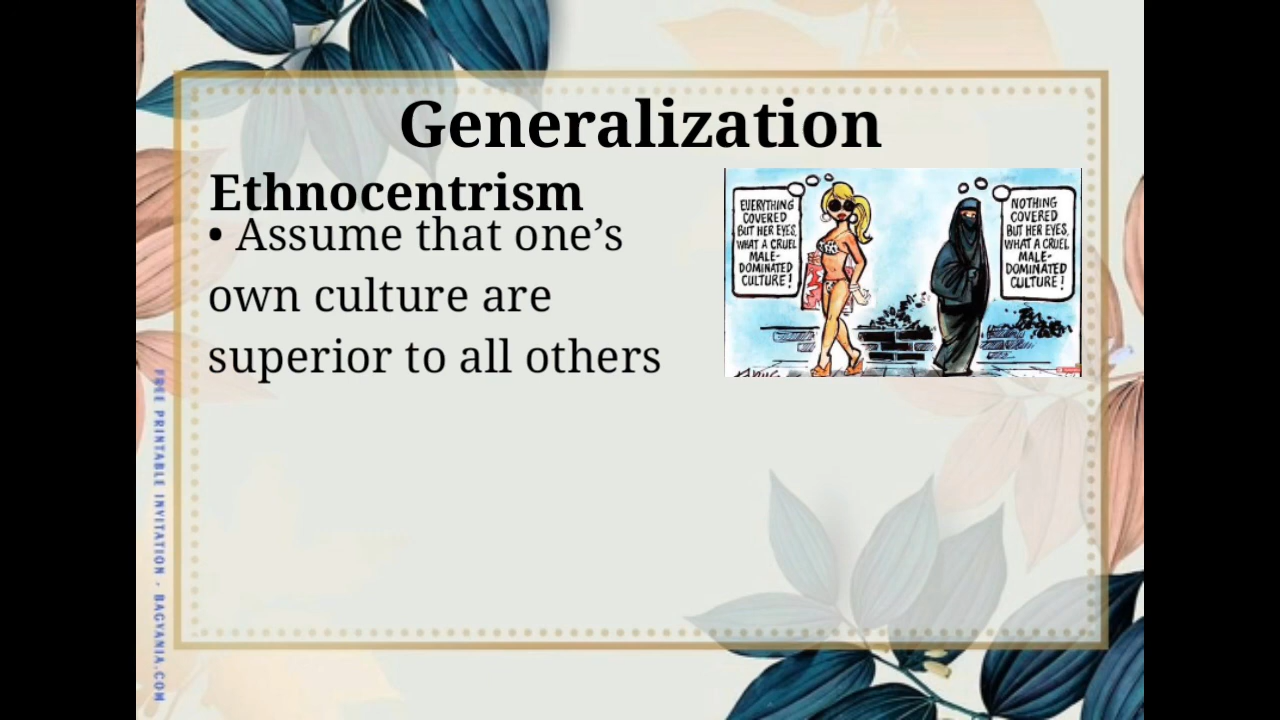 Generalization
Ethnocentrism
• Assume that one’s
own culture are
superior to all others
EVERYTHING
COVERED
BUT HER EYES,
WHAT A CRUEL
MALE-
DOMINATED
CULTURE!
NOTHING
COVERED
BUT HER EYES,
WHAT A CRUEL
MALE-
DOMINATED
CULTURE!
FREE PRINTABLE INVITATION - BAGVANIA.COM